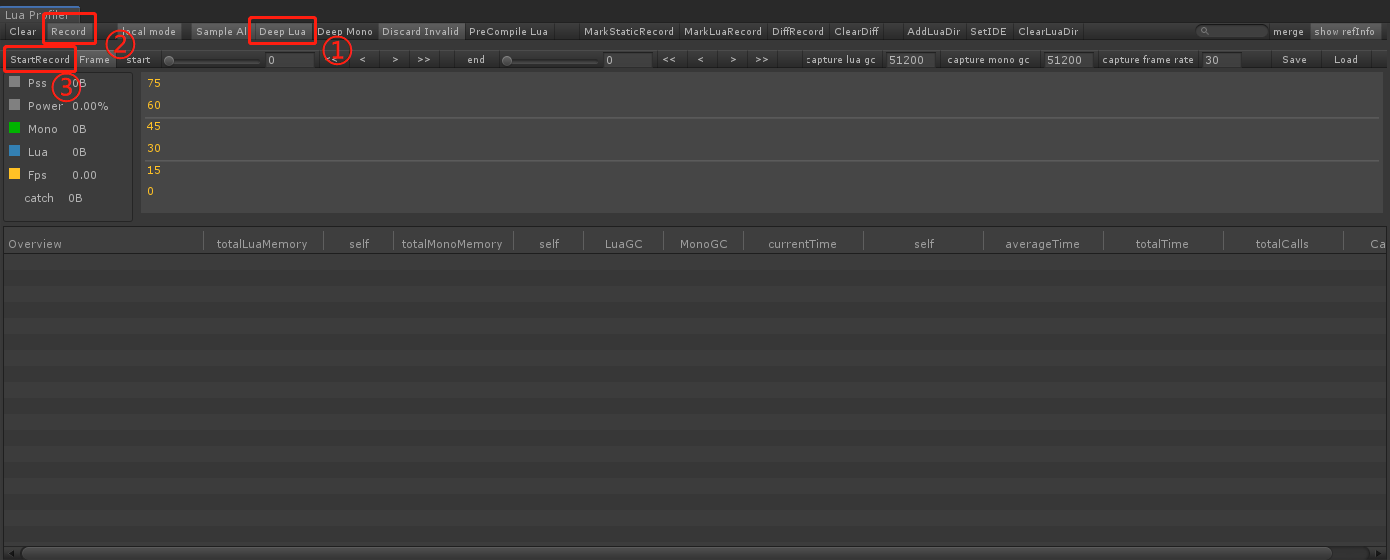 Lua Profiler
Clear Record local mode Sample Al Deep Lua Deep Mono Discard Invalid PreCompile Lua MarkStaticRecord MarkLuaRecord DiffRecord ClearDiff AddLuaDir SetIDE ClearLuaDir merge show refInfo
② ①
StartRecord Frame start 0 << < > >> end 0 << < > >> capture lua gc 51200 capture mono gc 51200 capture frame rate 30 Save Load
③
Pss 0B
Power 0.00%
Mono 0B
Lua 0B
Fps 0.00
catch 0B
75
60
45
30
15
0
Overview totalLuaMemory self totalMonoMemory self LuaGC MonoGC currentTime self averageTime totalTime totalCalls Ca